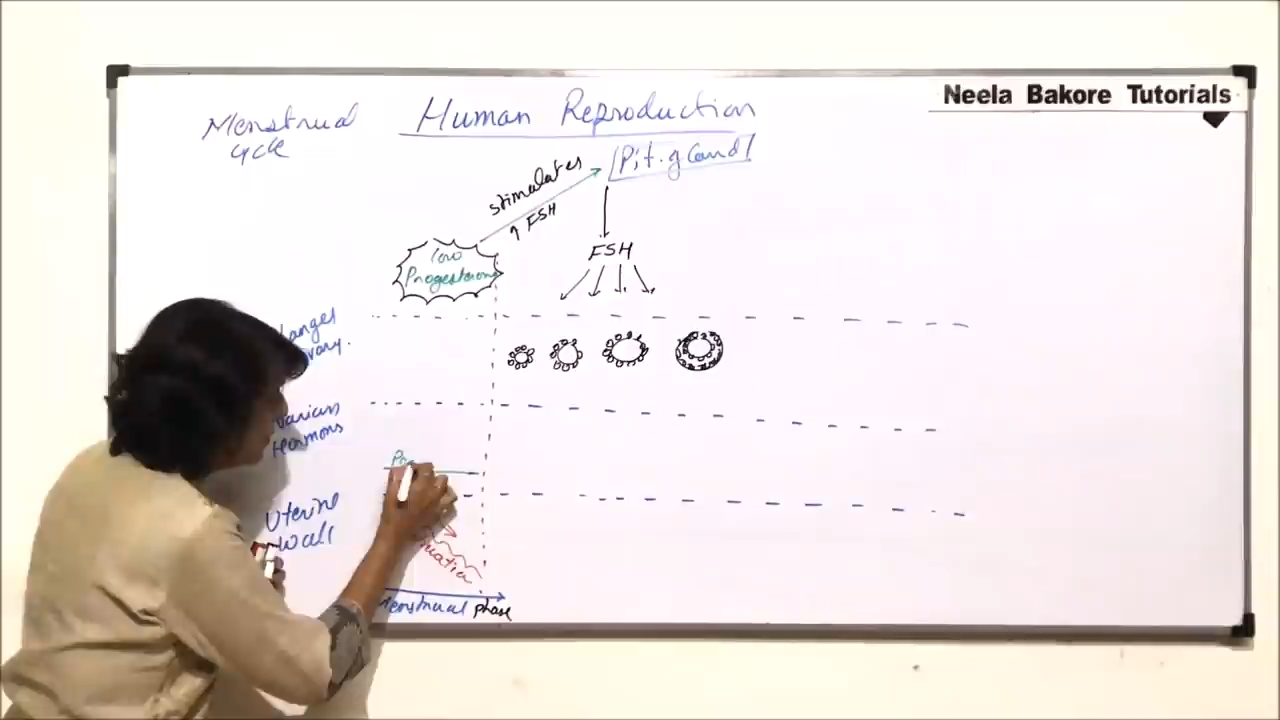 Neela Bakore Tutorials
Human Reproduction
Menstrual
cycle
Pit. gland
stimulates
↑ FSH
FSH
low
Progesterone
ovarian
Hormons
Uterine
wall
Menstrual phase